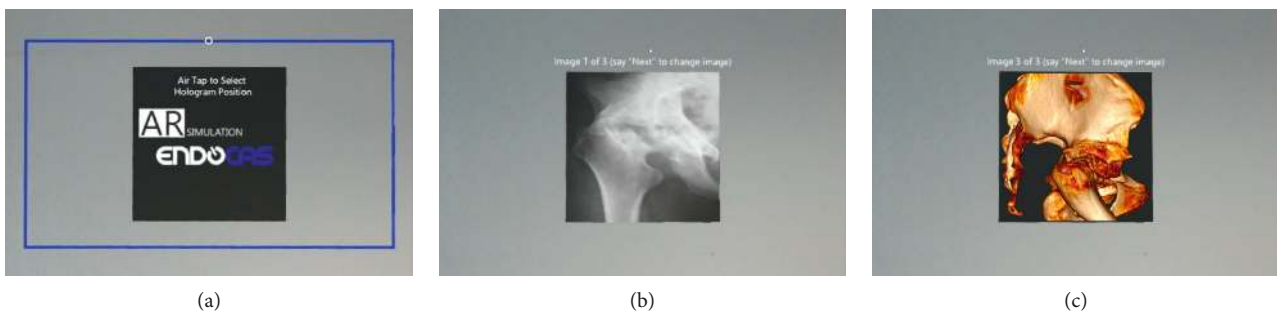 Air Tap to Select
Hologram Position
AR SIMULATION
ENDOCAS
(a)
Image 1 of 3 (say "Next" to change image)
(b)
Image 3 of 3 (say "Next" to change image)
(c)